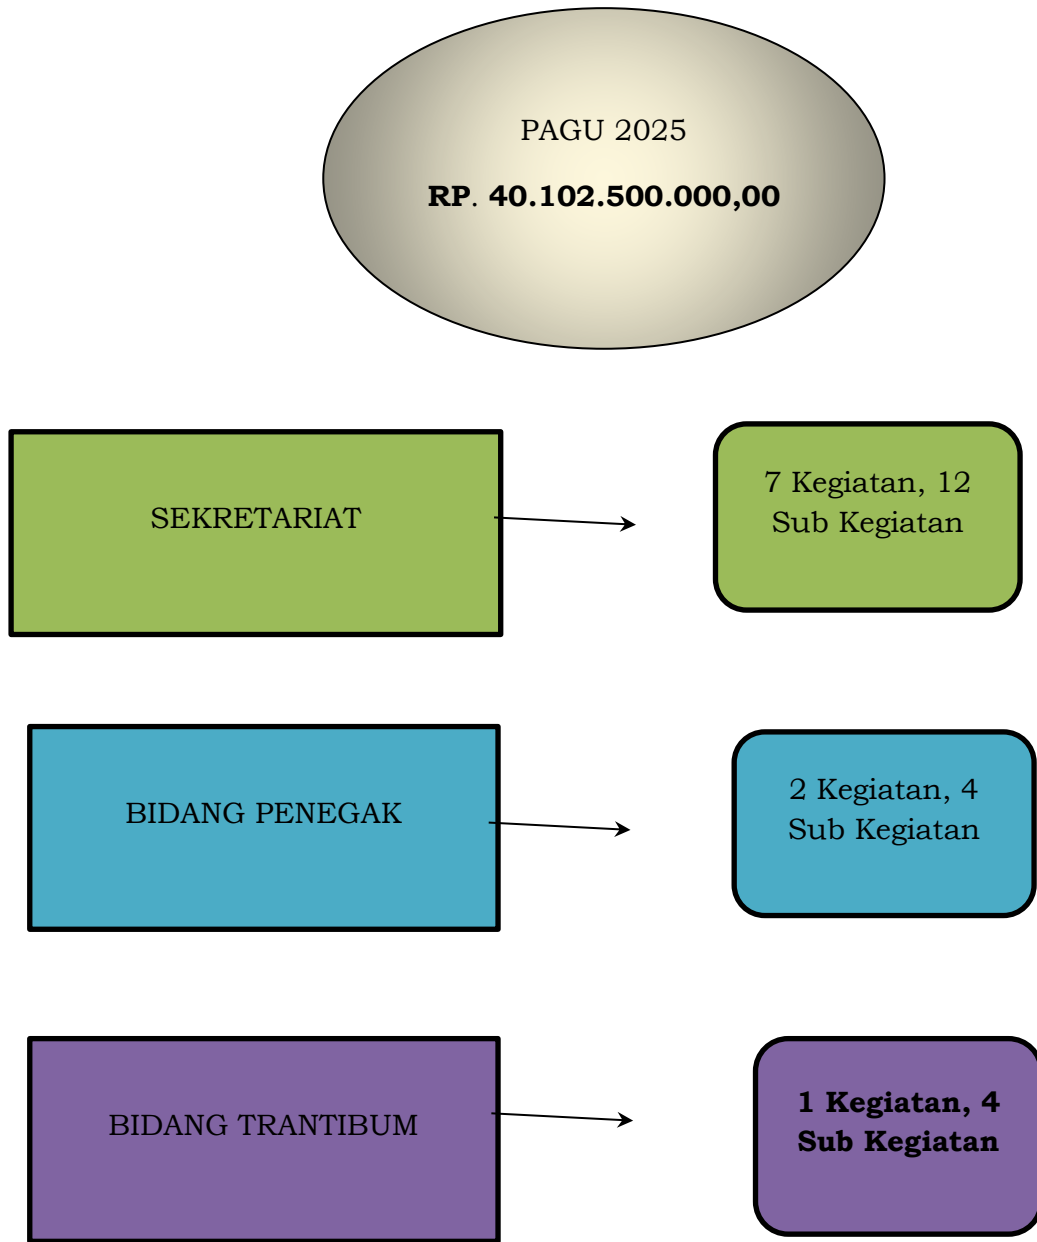 PAGU 2025
RP. 40.102.500.000,00
SEKRETARIAT
7 Kegiatan, 12
Sub Kegiatan
BIDANG PENEGAK
2 Kegiatan, 4
Sub Kegiatan
BIDANG TRANTIBUM
1 Kegiatan, 4
Sub Kegiatan